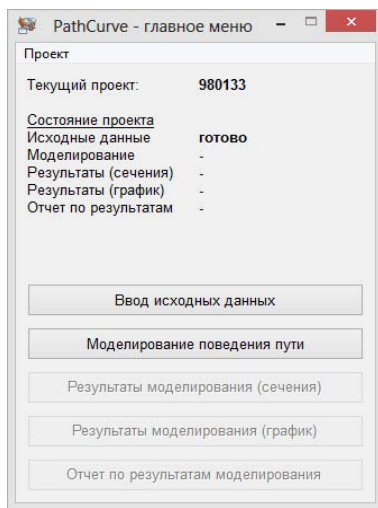 PathCurve - главное меню
Проект
Текущий проект: 980133
Состояние проекта
Исходные данные готово
Моделирование -
Результаты (сечения) -
Результаты (график) -
Отчет по результатам -
Ввод исходных данных
Моделирование поведения пути
Результаты моделирования (сечения)
Результаты моделирования (график)
Отчет по результатам моделирования